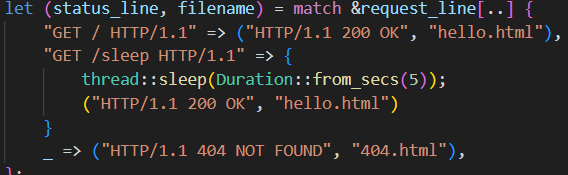 let (status_line, filename) = match &request_line[..] {
    "GET / HTTP/1.1" => ("HTTP/1.1 200 OK", "hello.html"),
    "GET /sleep HTTP/1.1" => {
        thread::sleep(Duration::from_secs(5));
        ("HTTP/1.1 200 OK", "hello.html")
    }
    _ => ("HTTP/1.1 404 NOT FOUND", "404.html"),
};